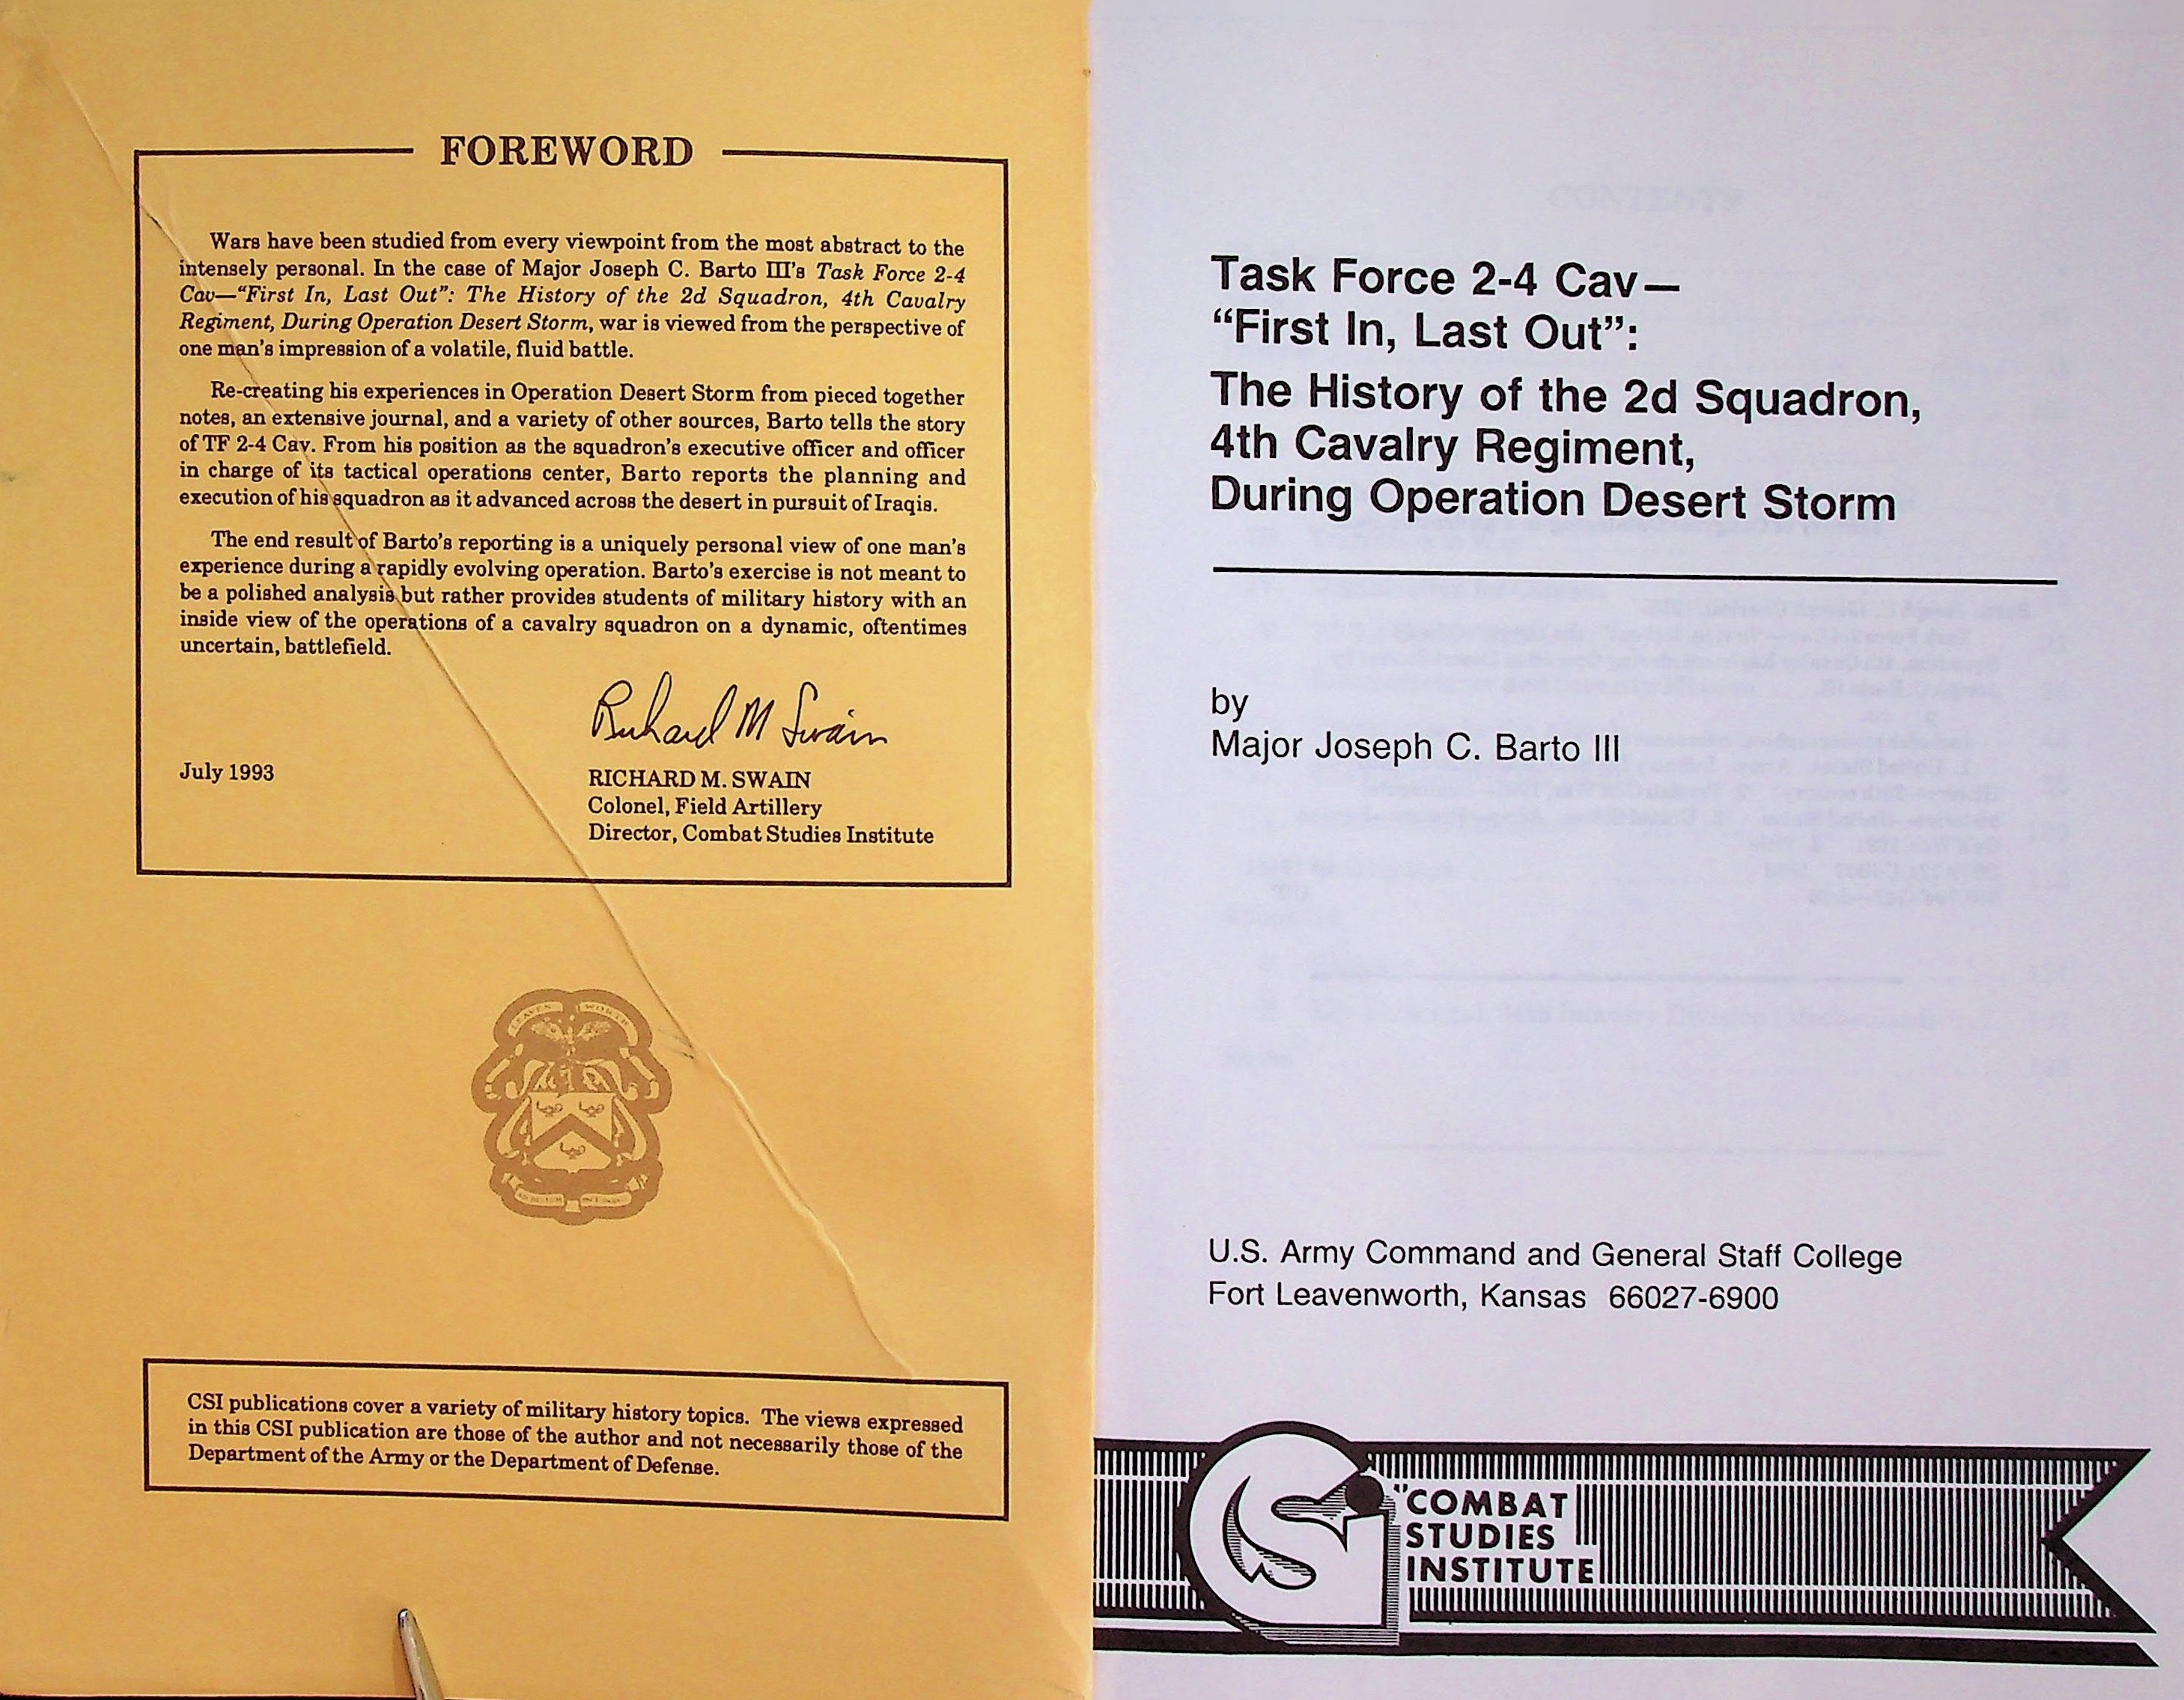 FOREWORD
Wars have been studied from every viewpoint from the most abstract to the
intensely personal. In the case of Major Joseph C. Barto III's Task Force 2-4
Cav—“First In, Last Out”: The History of the 2d Squadron, 4th Cavalry
Regiment, During Operation Desert Storm, war is viewed from the perspective of
one man's impression of a volatile, fluid battle.
Re-creating his experiences in Operation Desert Storm from pieced together
notes, an extensive journal, and a variety of other sources, Barto tells the story
of TF 2-4 Cav. From his position as the squadron's executive officer and officer
in charge of its tactical operations center, Barto reports the planning and
execution of his squadron as it advanced across the desert in pursuit of Iraqis.
The end result of Barto's reporting is a uniquely personal view of one man's
experience during a rapidly evolving operation. Barto's exercise is not meant to
be a polished analysis but rather provides students of military history with an
inside view of the operations of a cavalry squadron on a dynamic, oftentimes
uncertain, battlefield.
Richard M Swain
July 1993
RICHARD M. SWAIN
Colonel, Field Artillery
Director, Combat Studies Institute
LEAVEN WORTH
CSI publications cover a variety of military history topics. The views expressed
in this CSI publication are those of the author and not necessarily those of the
Department of the Army or the Department of Defense.
CONTENTS
Task Force 2-4 Cav—
“First In, Last Out”:
The History of the 2d Squadron,
4th Cavalry Regiment,
During Operation Desert Storm
by
Major Joseph C. Barto III
U.S. Army Command and General Staff College
Fort Leavenworth, Kansas 66027-6900
CSI
COMBAT
STUDIES
INSTITUTE